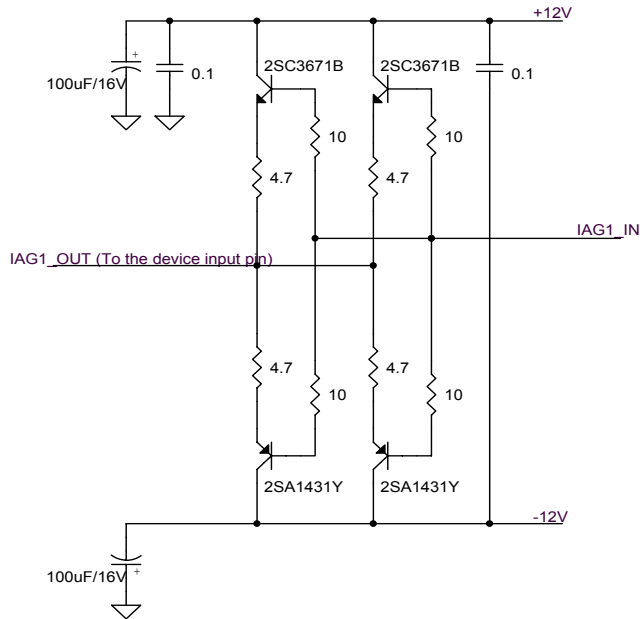 +12V
2SC3671B
2SC3671B
+
0.1
0.1
100uF/16V
10
10
4.7
4.7
IAG1_IN
IAG1_OUT (To the device input pin)
4.7
4.7
10
10
2SA1431Y
2SA1431Y
-12V
100uF/16V
+